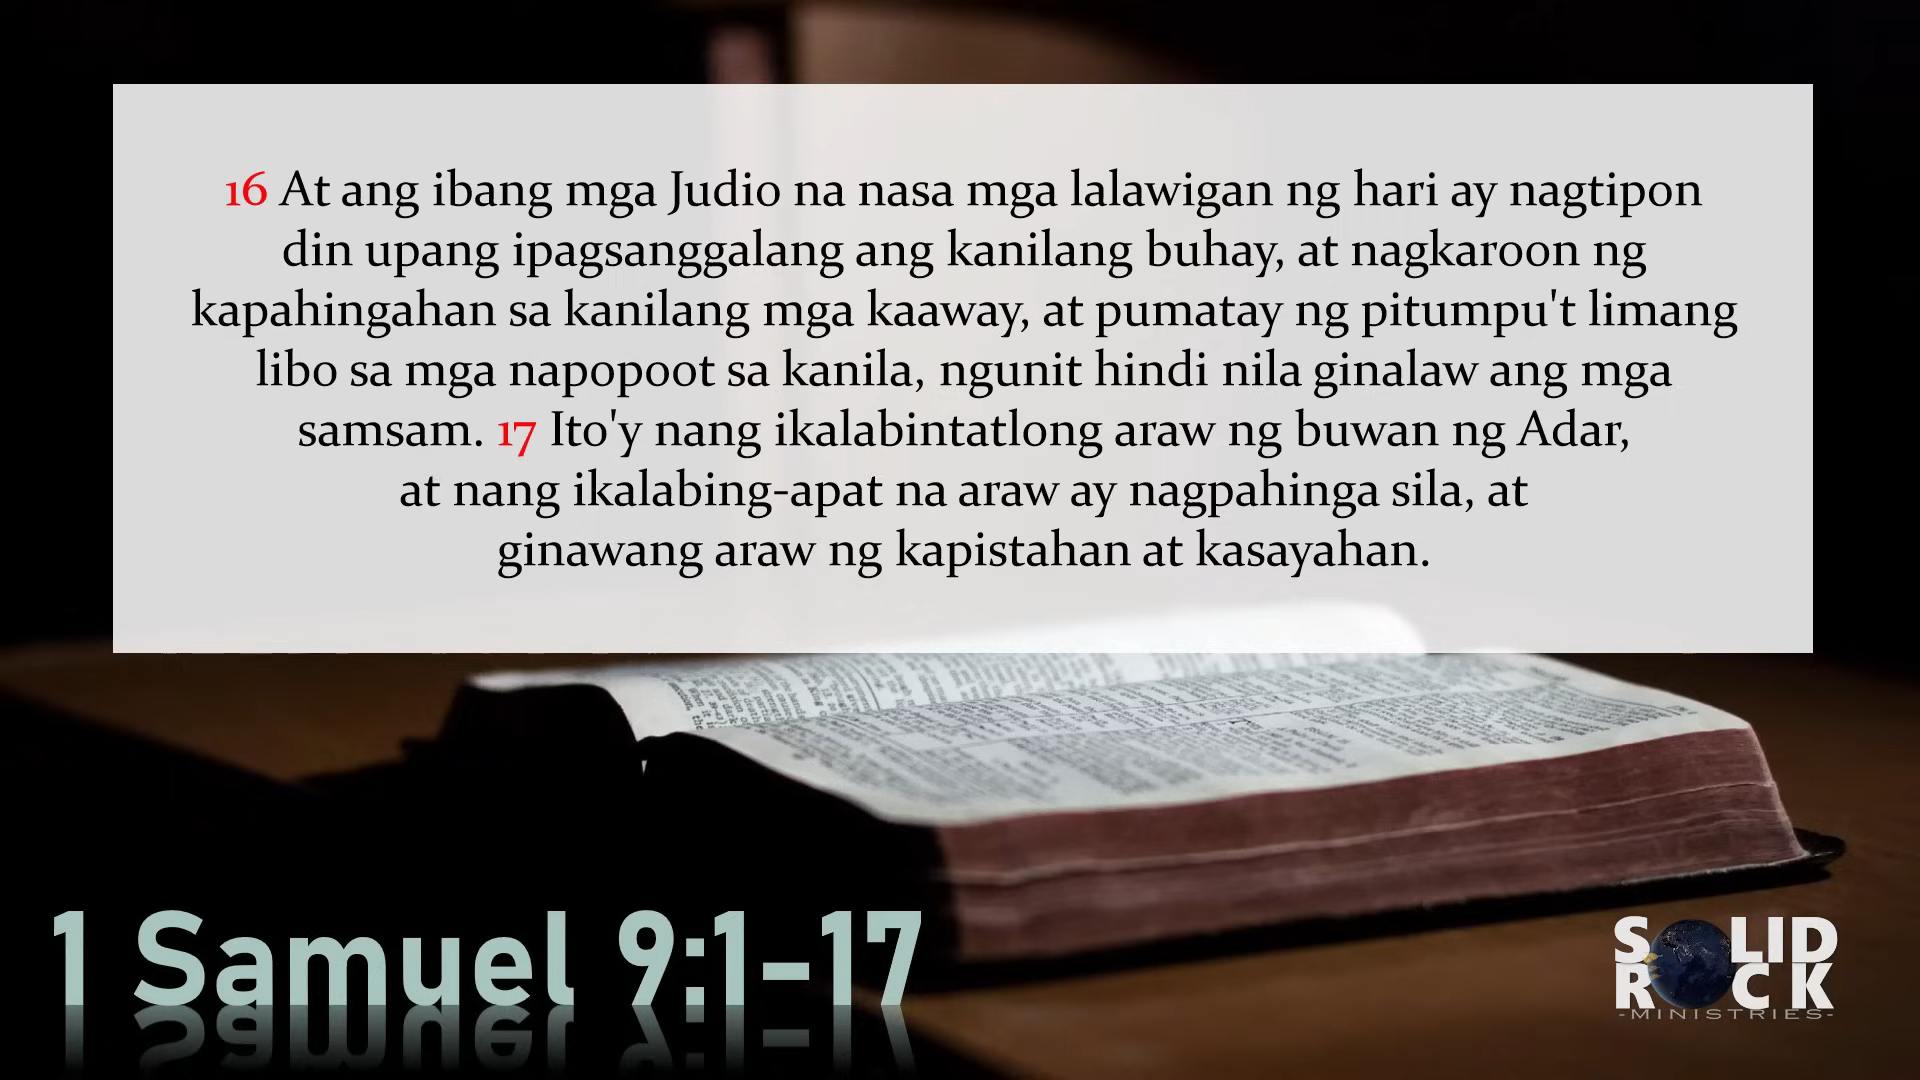 16 At ang ibang mga Judio na nasa mga lalawigan ng hari ay nagtipon
din upang ipagsanggalang ang kanilang buhay, at nagkaroon ng
kapahingahan sa kanilang mga kaaway, at pumatay ng pitumpu't limang
libo sa mga napopoot sa kanila, ngunit hindi nila ginalaw ang mga
samsam. 17 Ito'y nang ikalabintatlong araw ng buwan ng Adar,
at nang ikalabing-apat na araw ay nagpahinga sila, at
ginawang araw ng kapistahan at kasayahan.
1 Samuel 9:1-17
SOLID
ROCK
-MINISTRIES-